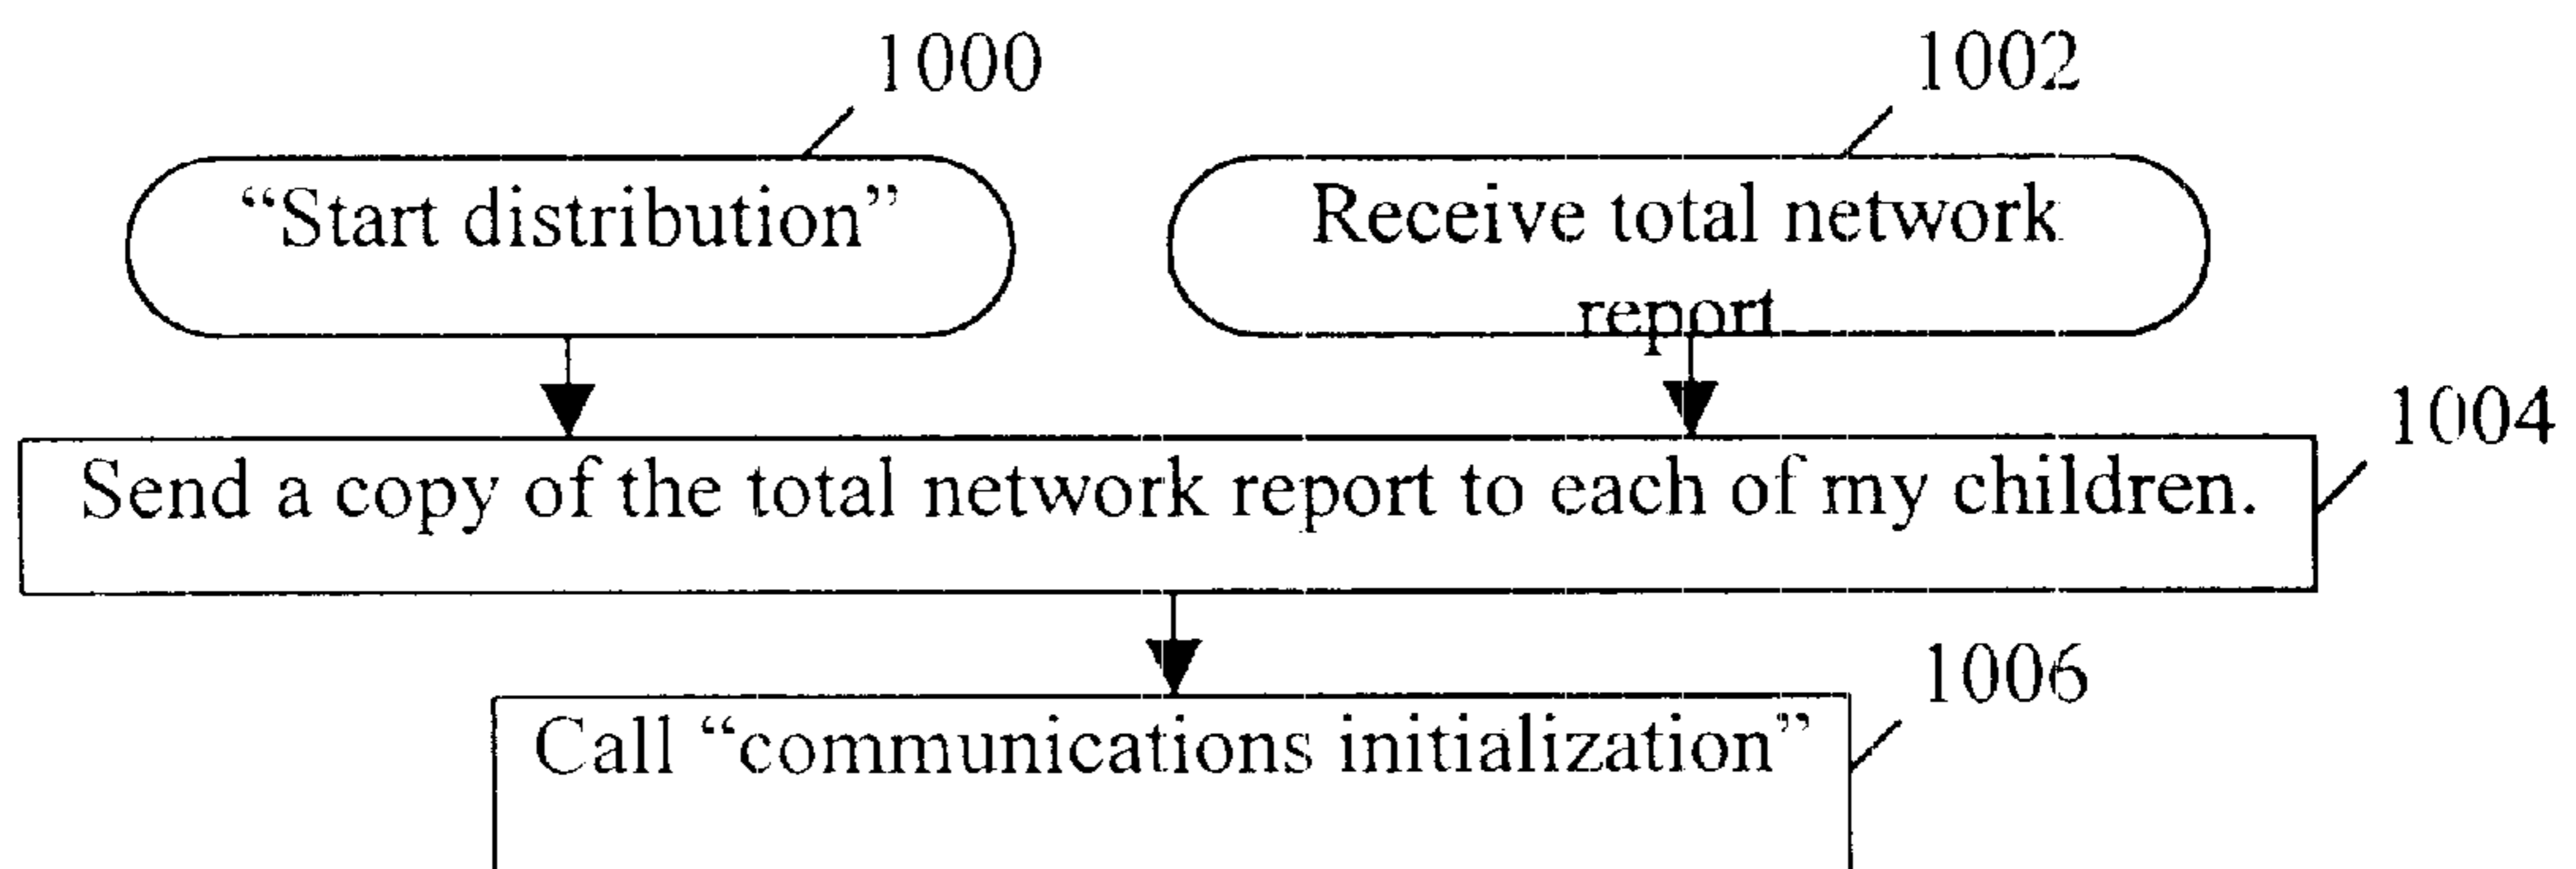 1000
1002
“Start distribution”
Receive total network
report
1004
Send a copy of the total network report to each of my children.
1006
Call “communications initialization”